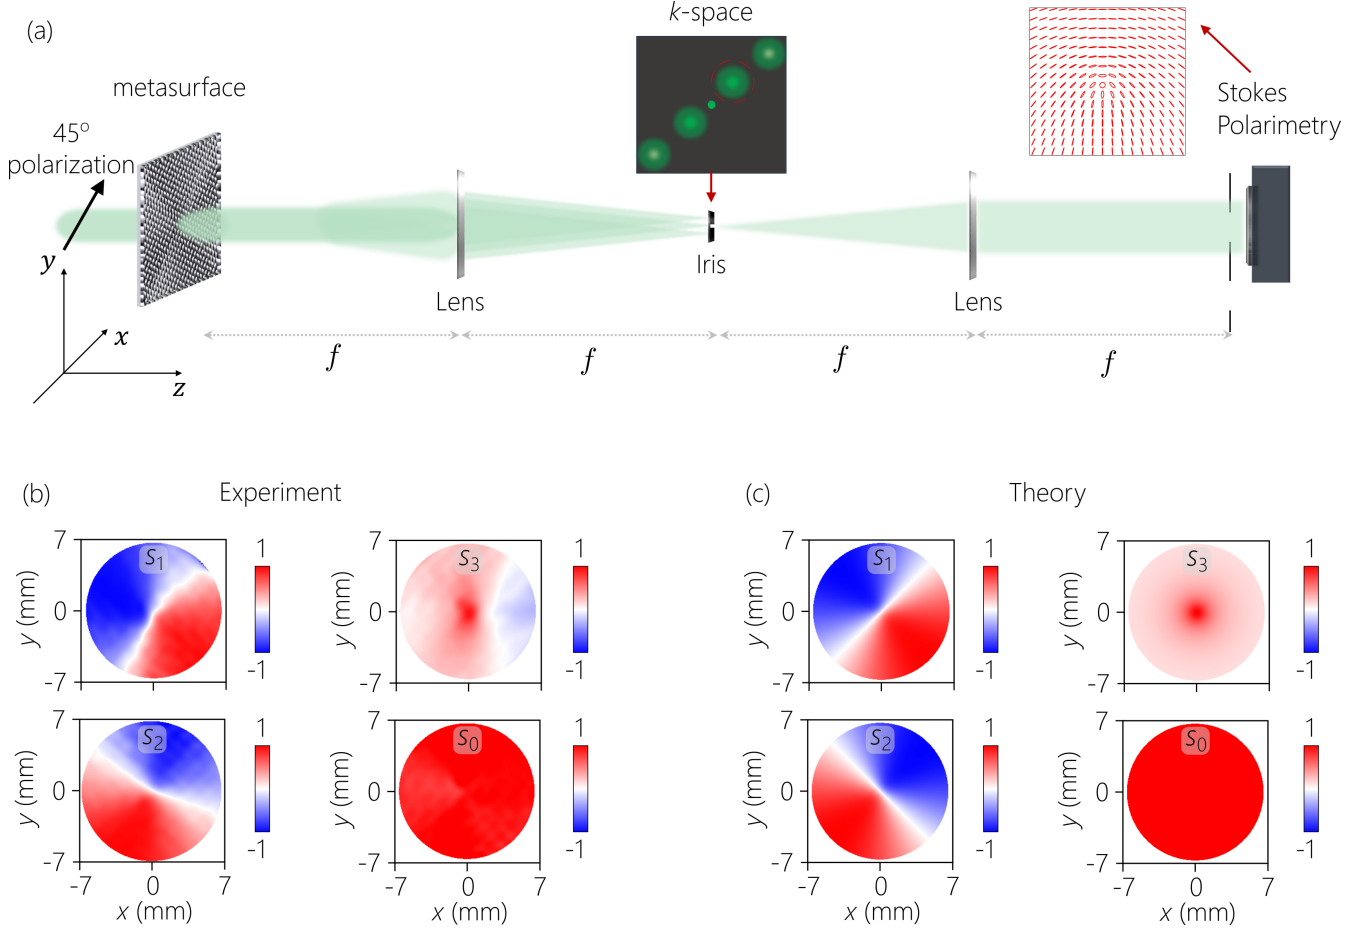 (a)
k-space
metasurface
45°
polarization
Stokes
Polarimetry
y
x
z
Lens
Iris
Lens
f
f
f
f
(b)
Experiment
(c)
Theory
7
0
-7
y (mm)
S1
1
-1
7
0
-7
y (mm)
S3
1
-1
7
0
-7
y (mm)
S1
1
-1
7
0
-7
y (mm)
S3
1
-1
7
0
-7
y (mm)
S2
1
-1
-7 0 7
x (mm)
7
0
-7
y (mm)
S0
1
-1
-7 0 7
x (mm)
7
0
-7
y (mm)
S2
1
-1
-7 0 7
x (mm)
7
0
-7
y (mm)
S0
1
-1
-7 0 7
x (mm)